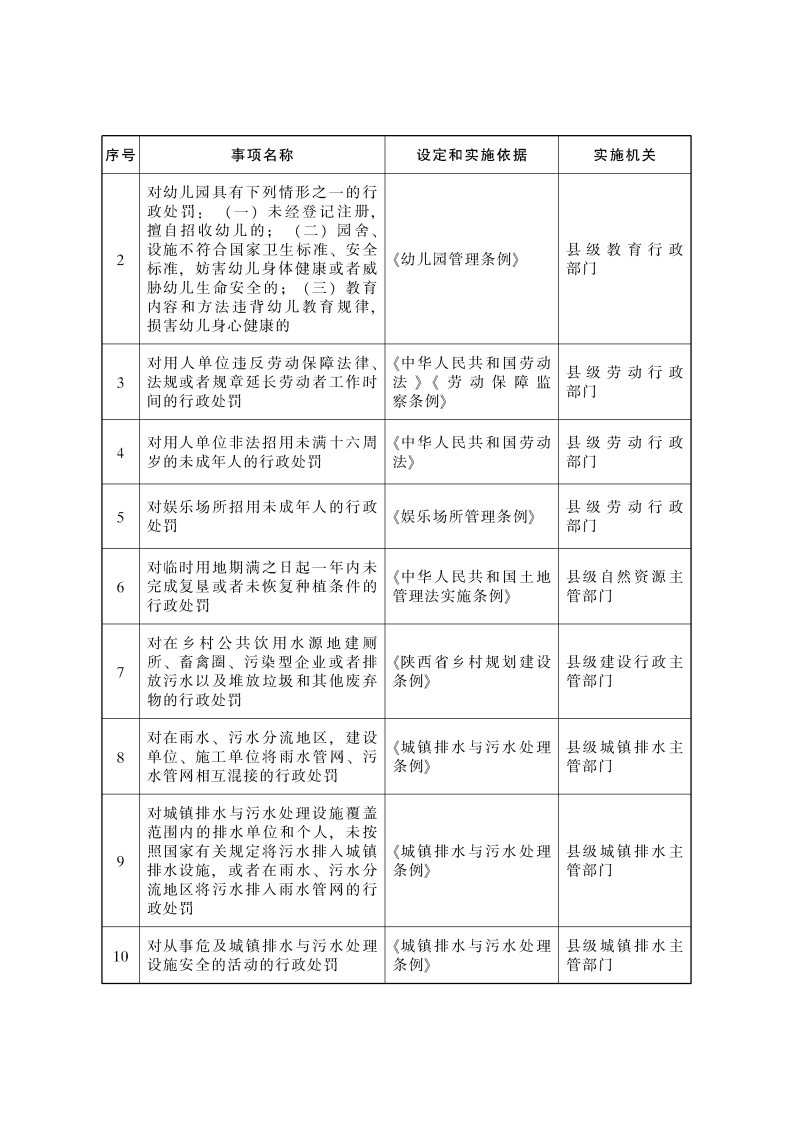 序号 事项名称 设定和实施依据 实施机关
2
对幼儿园具有下列情形之一的行
政处罚：（一）未经登记注册，
擅自招收幼儿的；（二）园舍、
设施不符合国家卫生标准、安全
标准，妨害幼儿身体健康或者威
胁幼儿生命安全的；（三）教育
内容和方法违背幼儿教育规律，
损害幼儿身心健康的
《幼儿园管理条例》
县级教育行政
部门
3
对用人单位违反劳动保障法律、
法规或者规章延长劳动者工作时
间的行政处罚
《中华人民共和国劳动
法》《劳动保障监
察条例》
县级劳动行政
部门
4
对用人单位非法招用未满十六周
岁的未成年人的行政处罚
《中华人民共和国劳动
法》
县级劳动行政
部门
5
对娱乐场所招用未成年人的行政
处罚
《娱乐场所管理条例》
县级劳动行政
部门
6
对临时用地期满之日起一年内未
完成复垦或者未恢复种植条件的
行政处罚
《中华人民共和国土地
管理法实施条例》
县级自然资源主
管部门
7
对在乡村公共饮用水源地建厕
所、畜禽圈、污染型企业或者排
放污水以及堆放垃圾和其他废弃
物的行政处罚
《陕西省乡村规划建设
条例》
县级建设行政主
管部门
8
对在雨水、污水分流地区，建设
单位、施工单位将雨水管网、污
水管网相互混接的行政处罚
《城镇排水与污水处理
条例》
县级城镇排水主
管部门
9
对城镇排水与污水处理设施覆盖
范围内的排水单位和个人，未按
照国家有关规定将污水排入城镇
排水设施，或者在雨水、污水分
流地区将污水排入雨水管网的行
政处罚
《城镇排水与污水处理
条例》
县级城镇排水主
管部门
10
对从事危及城镇排水与污水处理
设施安全的活动的行政处罚
《城镇排水与污水处理
条例》
县级城镇排水主
管部门